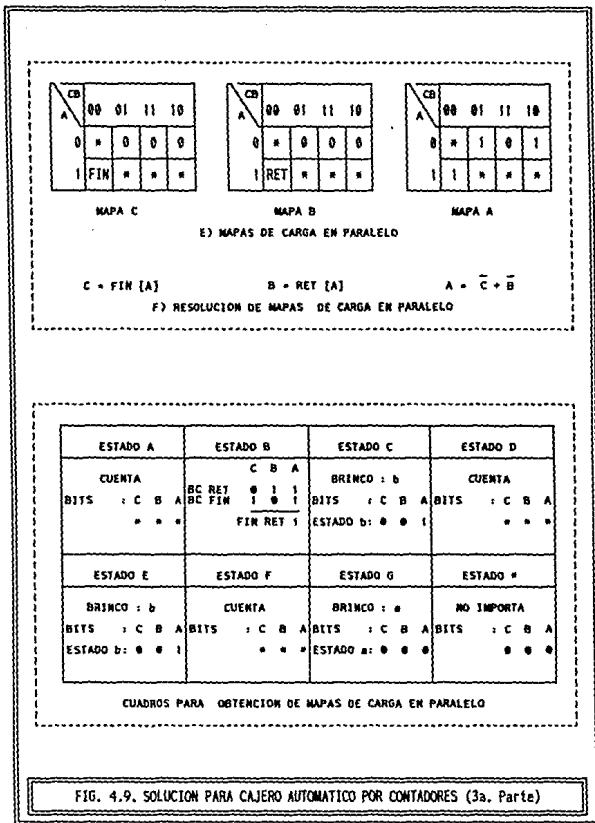 CB CB CB
A 00 01 11 10 A 00 01 11 10 A 00 01 11 10
0 * 0 0 0 0 * 0 0 0 0 * 1 0 1
1 FIN * * * 1 RET * * * 1 1 * * *
MAPA C MAPA B MAPA A
E) MAPAS DE CARGA EN PARALELO
C = FIN [A] B = RET [A] A = C̄ + B̄
F) RESOLUCION DE MAPAS DE CARGA EN PARALELO
ESTADO A ESTADO B ESTADO C ESTADO D
CUENTA C B A BRINCO : b CUENTA
BITS : C B A BC RET 0 1 1 BITS : C B A BITS : C B A
BC FIN 1 0 1
* * * FIN RET 1 ESTADO b: 0 0 1 * * *
ESTADO E ESTADO F ESTADO G ESTADO *
BRINCO : b CUENTA BRINCO : a NO IMPORTA
BITS : C B A BITS : C B A BITS : C B A BITS : C B A
ESTADO b: 0 0 1 * * * ESTADO a: 0 0 0
CUADROS PARA OBTENCION DE MAPAS DE CARGA EN PARALELO
FIG. 4.9. SOLUCION PARA CAJERO AUTOMATICO POR CONTADORES (3a. Parte)